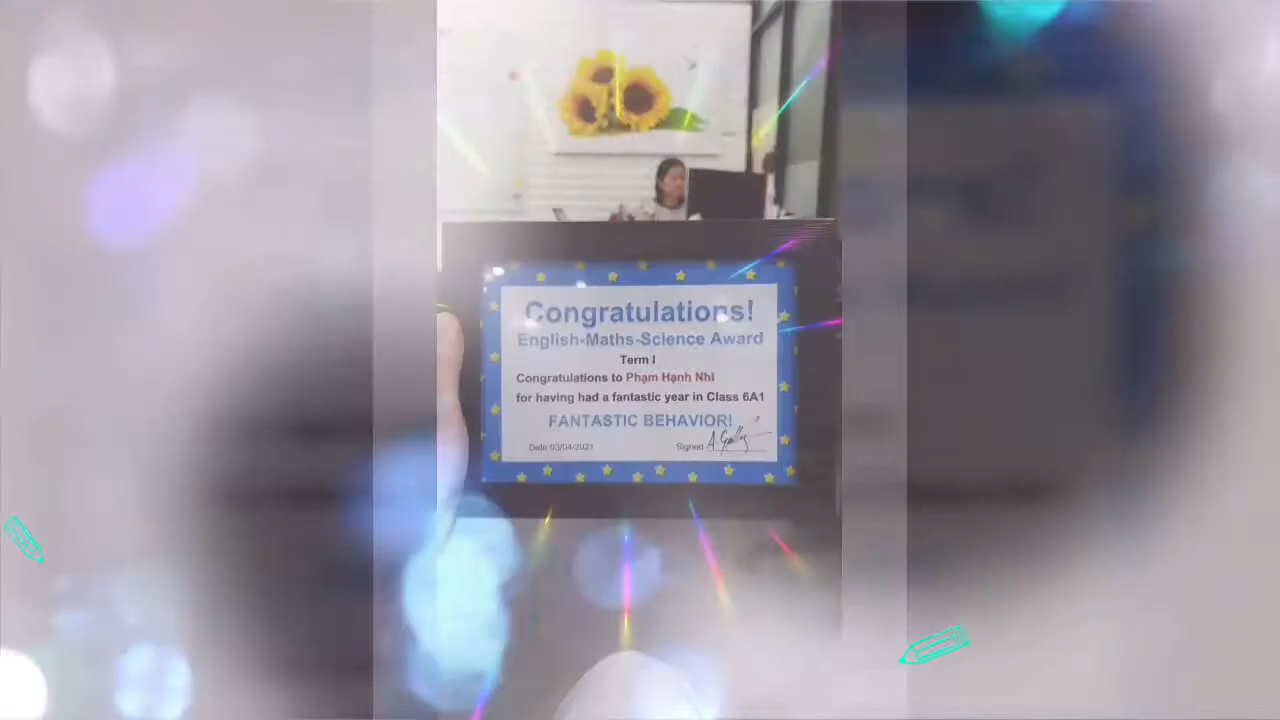 Congratulations!
English-Maths-Science Award
Term I
Congratulations to Phạm Hạnh Nhi
for having had a fantastic year in Class 6A1
FANTASTIC BEHAVIOR!
Date 03/04/2021
Signed